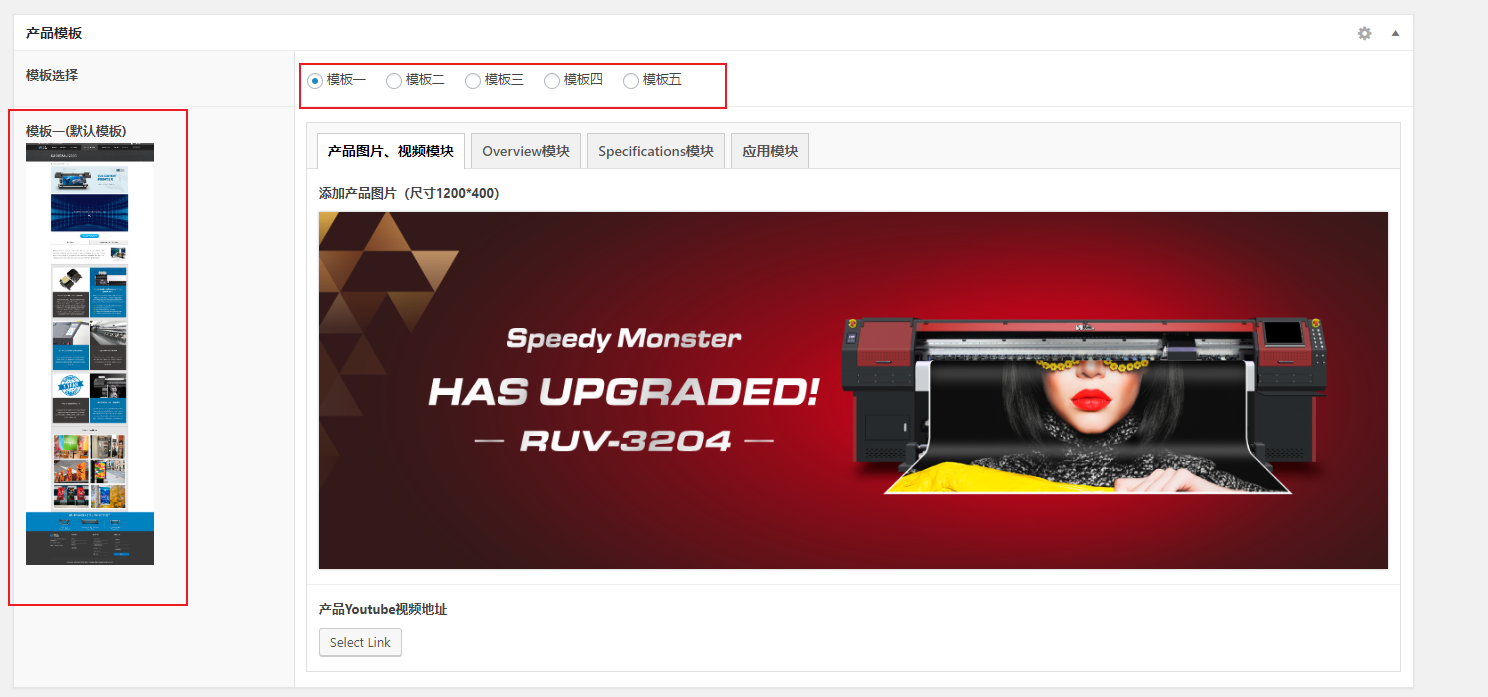 产品模板
模板选择
模板一 模板二 模板三 模板四 模板五
模板一(默认模板)
产品图片、视频模块 Overview模块 Specifications模块 应用模块
添加产品图片（尺寸1200*400）
Speedy Monster
HAS UPGRADED!
RUV-3204
产品Youtube视频地址
Select Link